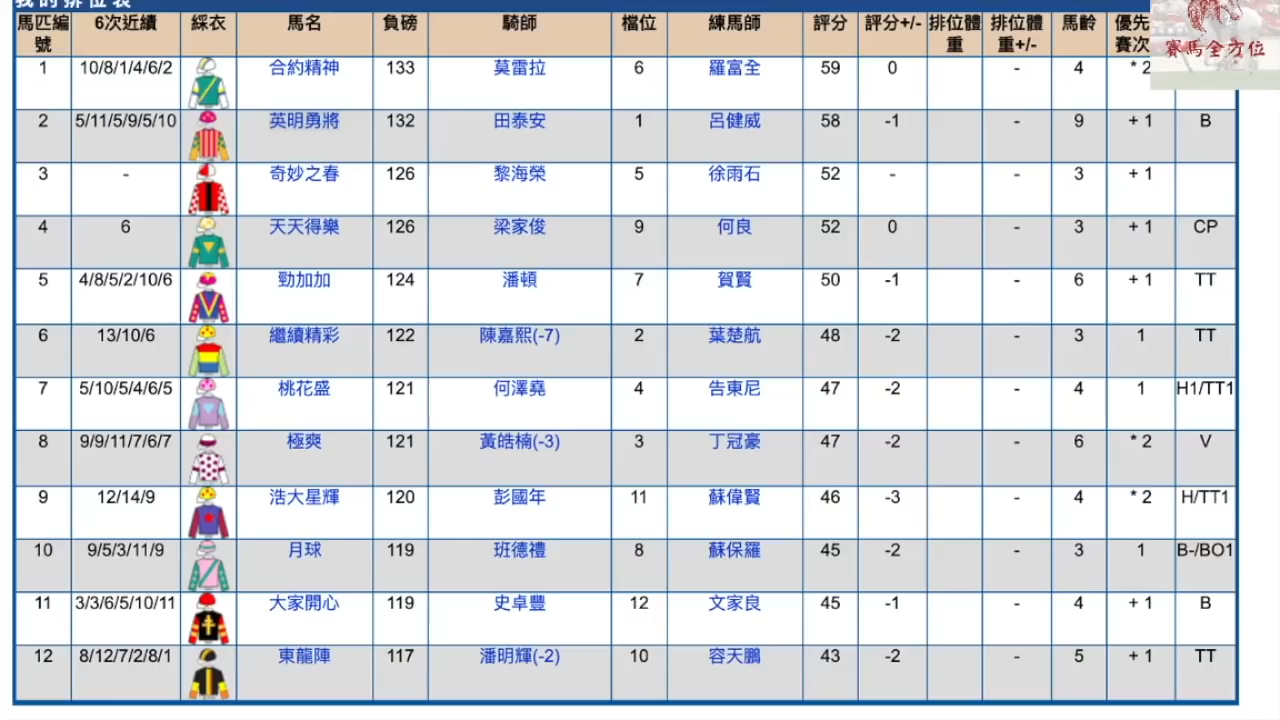 我的排位表
馬匹編號 6次近績 綵衣 馬名 負磅 騎師 檔位 練馬師 評分 評分+/- 排位體重 排位體重+/- 馬齡 優先賽次
賽馬全方位
1 10/8/1/4/6/2 合約精神 133 莫雷拉 6 羅富全 59 0 - 4 * 2
2 5/11/5/9/5/10 英明勇將 132 田泰安 1 呂健威 58 -1 - 9 + 1 B
3 - 奇妙之春 126 黎海榮 5 徐雨石 52 - - 3 + 1
4 6 天天得樂 126 梁家俊 9 何良 52 0 - 3 + 1 CP
5 4/8/5/2/10/6 勁加加 124 潘頓 7 賀賢 50 -1 - 6 + 1 TT
6 13/10/6 繼續精彩 122 陳嘉熙(-7) 2 葉楚航 48 -2 - 3 1 TT
7 5/10/5/4/6/5 桃花盛 121 何澤堯 4 告東尼 47 -2 - 4 1 H1/TT1
8 9/9/11/7/6/7 極爽 121 黃皓楠(-3) 3 丁冠豪 47 -2 - 6 * 2 V
9 12/14/9 浩大星輝 120 彭國年 11 蘇偉賢 46 -3 - 4 * 2 H/TT1
10 9/5/3/11/9 月球 119 班德禮 8 蘇保羅 45 -2 - 3 1 B-/BO1
11 3/3/6/5/10/11 大家開心 119 史卓豐 12 文家良 45 -1 - 4 + 1 B
12 8/12/7/2/8/1 東龍陣 117 潘明輝(-2) 10 容天鵬 43 -2 - 5 + 1 TT